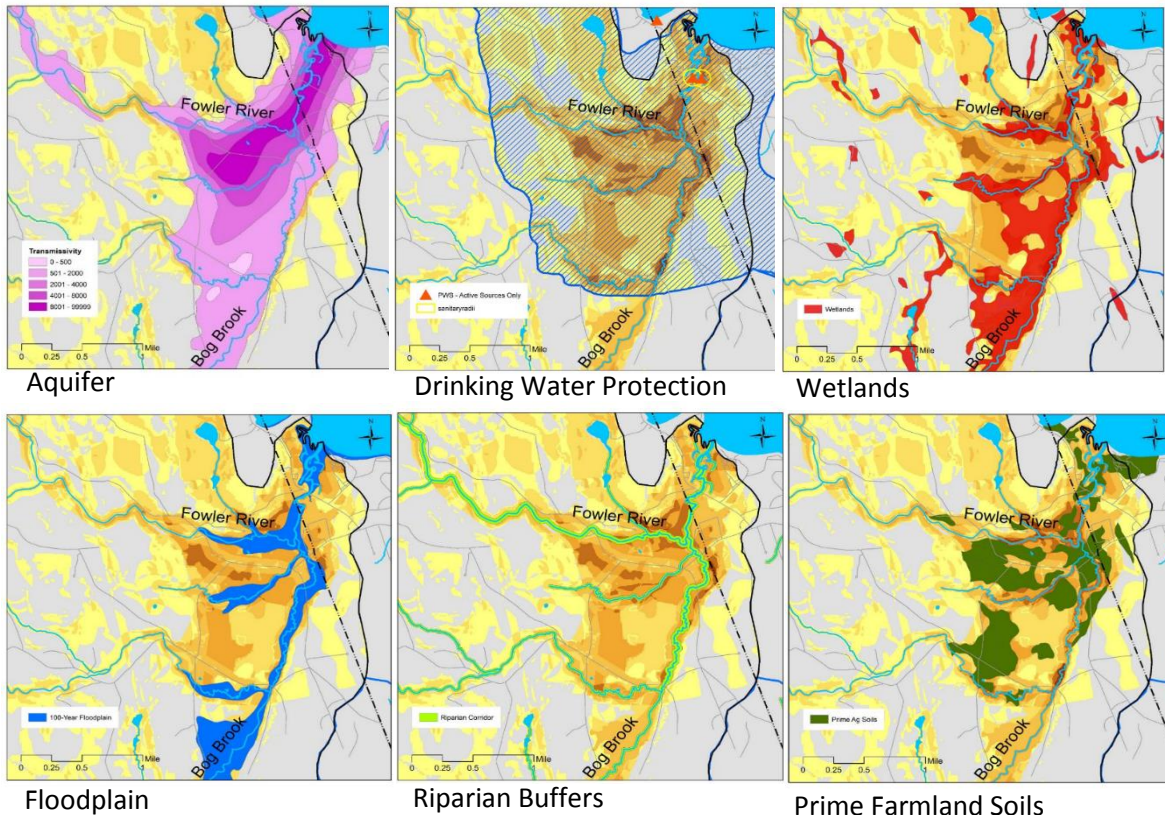 N
Fowler River
Transmissivity
0 - 500
501 - 2000
2001 - 4000
4001 - 8000
8001 - 99999
0 0.25 0.5 1
Mile
Bog Brook
Aquifer
Fowler River
PWS - Active Sources Only
sanitaryradii
0 0.25 0.5 1
Mile
Bog Brook
Drinking Water Protection
N
Fowler River
Wetlands
0 0.25 0.5 1
Mile
Bog Brook
Wetlands
N
Fowler River
100-Year Floodplain
0 0.25 0.5 1
Mile
Bog Brook
Floodplain
N
Fowler River
Riparian Corridor
0 0.25 0.5 1
Mile
Bog Brook
Riparian Buffers
N
Fowler River
Prime Ag Soils
0 0.25 0.5 1
Mile
Bog Brook
Prime Farmland Soils